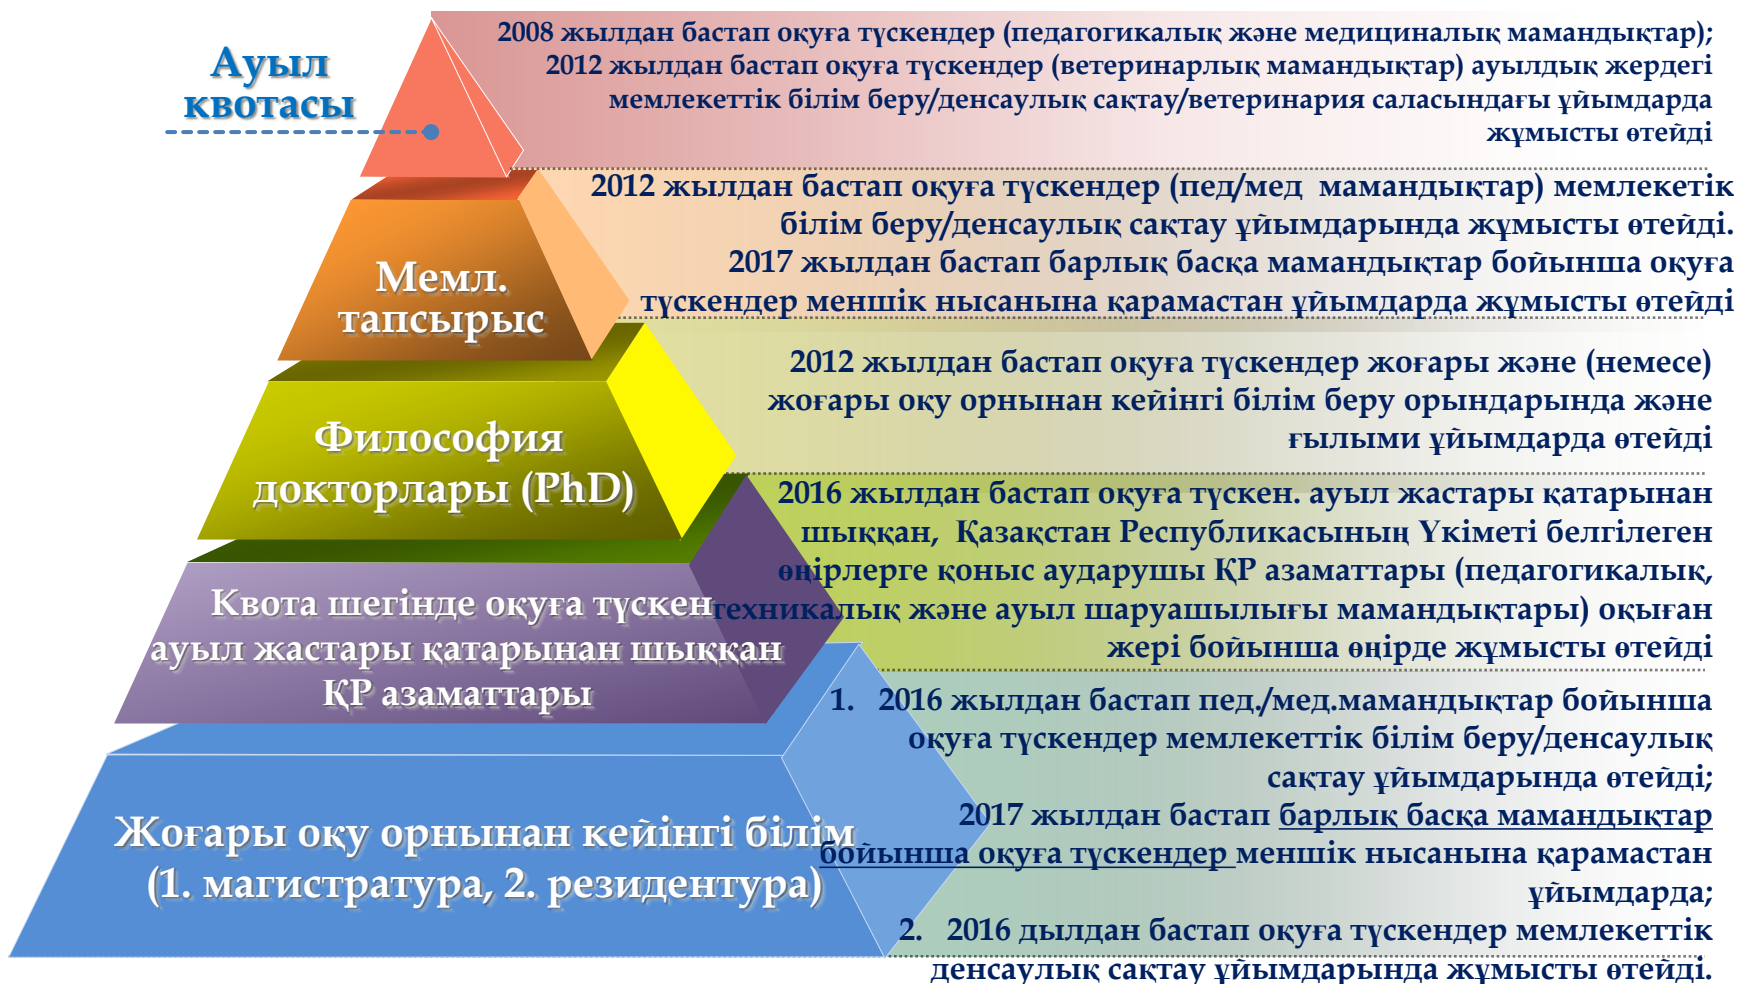 Ауыл
квотасы
2008 жылдан бастап оқуға түскендер (педагогикалық және медициналық мамандықтар);
2012 жылдан бастап оқуға түскендер (ветеринарлық мамандықтар) ауылдық жердегі
мемлекеттік білім беру/денсаулық сақтау/ветеринария саласындағы ұйымдарда
жұмысты өтейді
Мемл.
тапсырыс
2012 жылдан бастап оқуға түскендер (пед/мед мамандықтар) мемлекетік
білім беру/денсаулық сақтау ұйымдарында жұмысты өтейді.
2017 жылдан бастап барлық басқа мамандықтар бойынша оқуға
түскендер меншік нысанына қарамастан ұйымдарда жұмысты өтейді
Философия
докторлары (PhD)
2012 жылдан бастап оқуға түскендер жоғары және (немесе)
жоғары оқу орнынан кейінгі білім беру орындарында және
ғылыми ұйымдарда өтейді
Квота шегінде оқуға түскен
ауыл жастары қатарынан шыққан
ҚР азаматтары
2016 жылдан бастап оқуға түскен. ауыл жастары қатарынан
шыққан, Қазақстан Республикасының Үкіметі белгілеген
өңірлерге қоныс аударушы ҚР азаматтары (педагогикалық,
техникалық және ауыл шаруашылығы мамандықтары) оқыған
жері бойынша өңірде жұмысты өтейді
Жоғары оқу орнынан кейінгі білім
(1. магистратура, 2. резидентура)
1. 2016 жылдан бастап пед./мед.мамандықтар бойынша
оқуға түскендер мемлекеттік білім беру/денсаулық
сақтау ұйымдарында өтейді;
2017 жылдан бастап барлық басқа мамандықтар
бойынша оқуға түскендер меншік нысанына қарамастан
ұйымдарда;
2. 2016 дылдан бастап оқуға түскендер мемлекеттік
денсаулық сақтау ұйымдарында жұмысты өтейді.